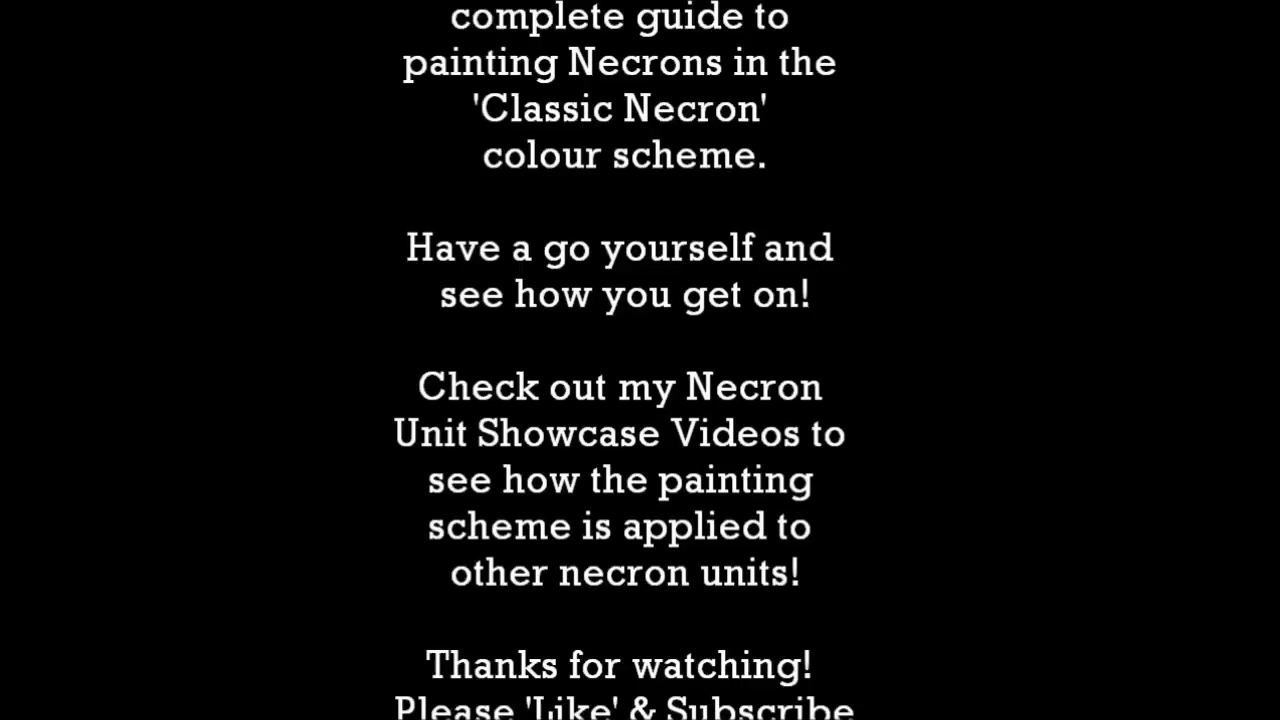 complete guide to
painting Necrons in the
'Classic Necron'
colour scheme.
Have a go yourself and
see how you get on!
Check out my Necron
Unit Showcase Videos to
see how the painting
scheme is applied to
other necron units!
Thanks for watching!
Please 'Like' & Subscribe